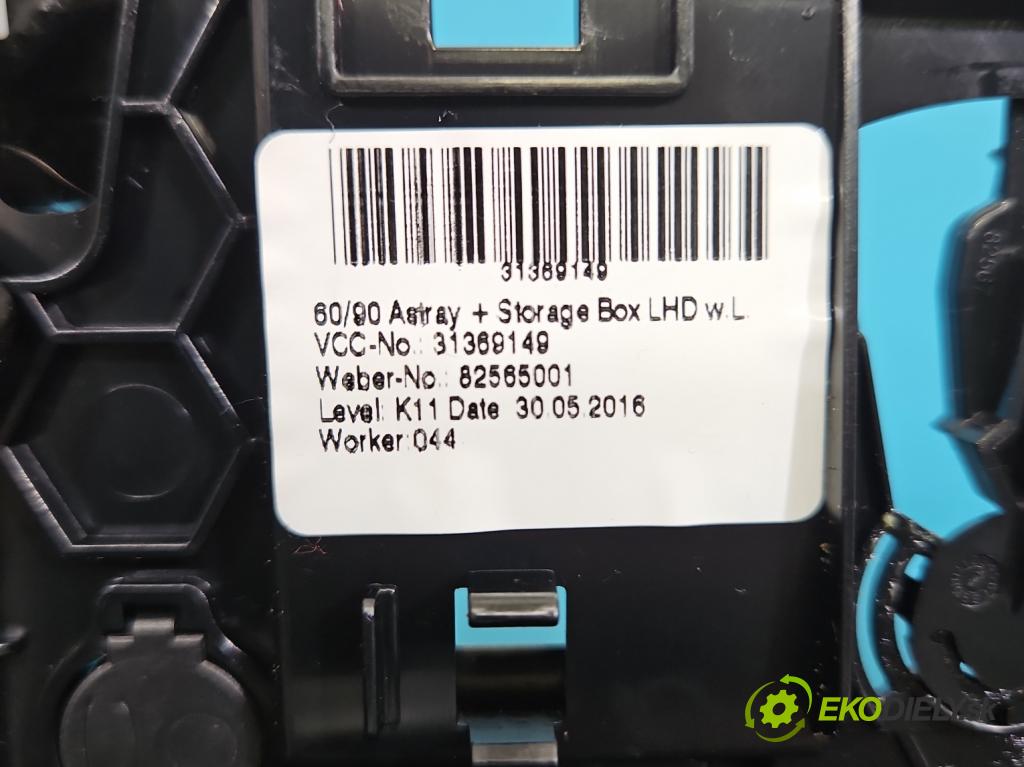 31369149
60/90 Astray + Storage Box LHD w.L.
VCC-No.: 31369149
Weber-No.: 82565001
Level: K11 Date 30.05.2016
Worker:044
EKODIELY.SK